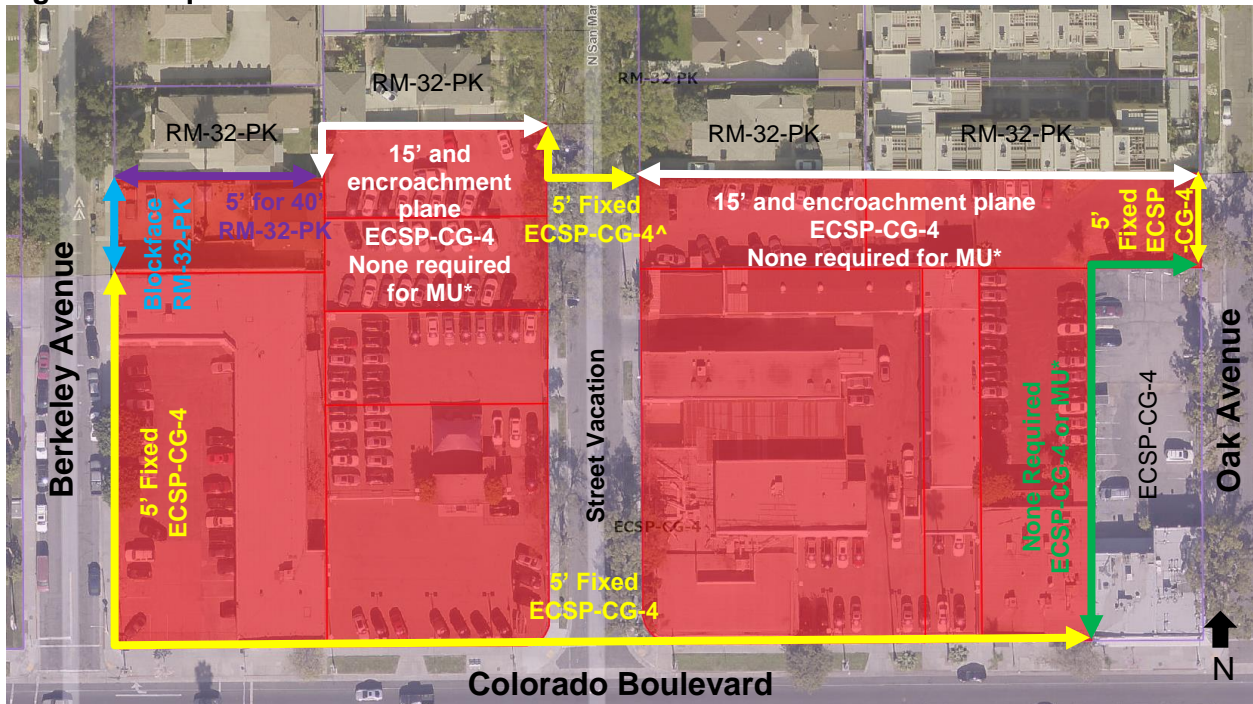 RM-32-PK
RM-32-PK
N San Mar
RM-32 PK
RM-32-PK
RM-32-PK
15' and
encroachment
plane
ECSP-CG-4
None required
for MU*
5' for 40'
RM-32-PK
Blockface
RM-32-PK
5' Fixed
ECSP-CG-4^
15' and encroachment plane
ECSP-CG-4
None required for MU*
5'
Fixed
ECSP
-CG-4
Berkeley Avenue
5' Fixed
ECSP-CG-4
Street Vacation
ECSP-CG-4
None Required
ECSP-CG-4 or MU*
ECSP-CG-4
Oak Avenue
5' Fixed
ECSP-CG-4
Colorado Boulevard
N